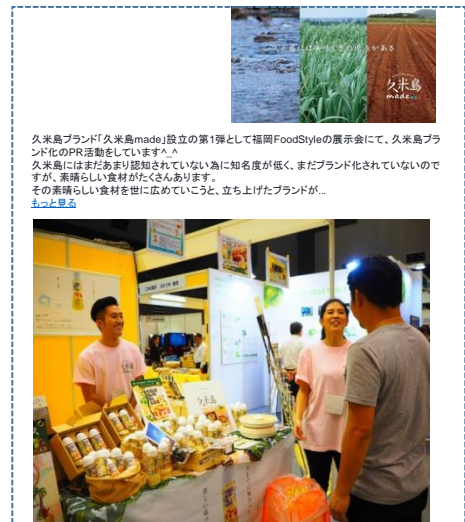 久米島
made
久米島ブランド「久米島made」設立の第1弾として福岡FoodStyleの展示会にて、久米島ブラ
ンド化のPR活動をしています^_^
久米島にはまだあまり認知されていない為に知名度が低く、まだブランド化されていないので
すが、素晴らしい食材がたくさんあります。
その素晴らしい食材を世に広めていこうと、立ち上げたブランドが...
もっと見る
久米島